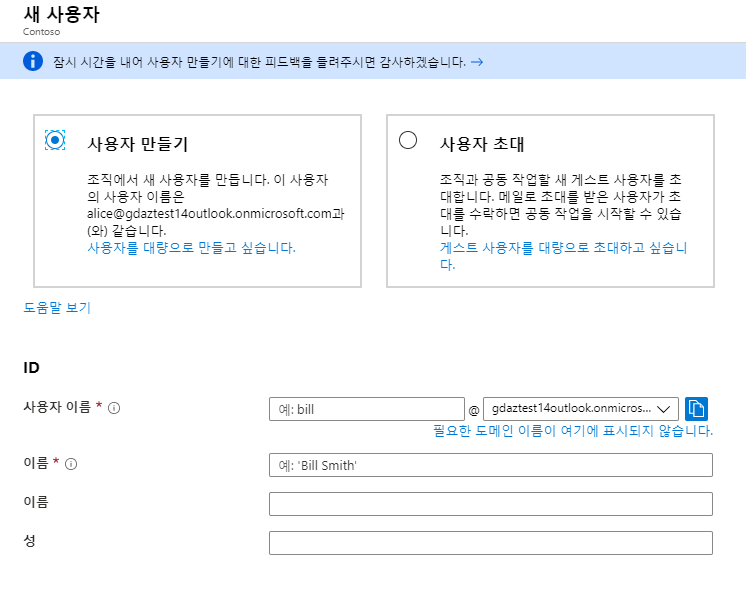 새 사용자
Contoso
잠시 시간을 내어 사용자 만들기에 대한 피드백을 들려주시면 감사하겠습니다. →
사용자 만들기
조직에서 새 사용자를 만듭니다. 이 사용자
의 사용자 이름은
alice@gdaztest14outlook.onmicrosoft.com과
(와) 같습니다.
사용자를 대량으로 만들고 싶습니다.
사용자 초대
조직과 공동 작업할 새 게스트 사용자를 초
대합니다. 메일로 초대를 받은 사용자가 초
대를 수락하면 공동 작업을 시작할 수 있습
니다.
게스트 사용자를 대량으로 초대하고 싶습니
다.
도움말 보기
ID
사용자 이름 *
예: bill
@
gdaztest14outlook.onmicros...
필요한 도메인 이름이 여기에 표시되지 않습니다.
이름 *
예: 'Bill Smith'
이름
성